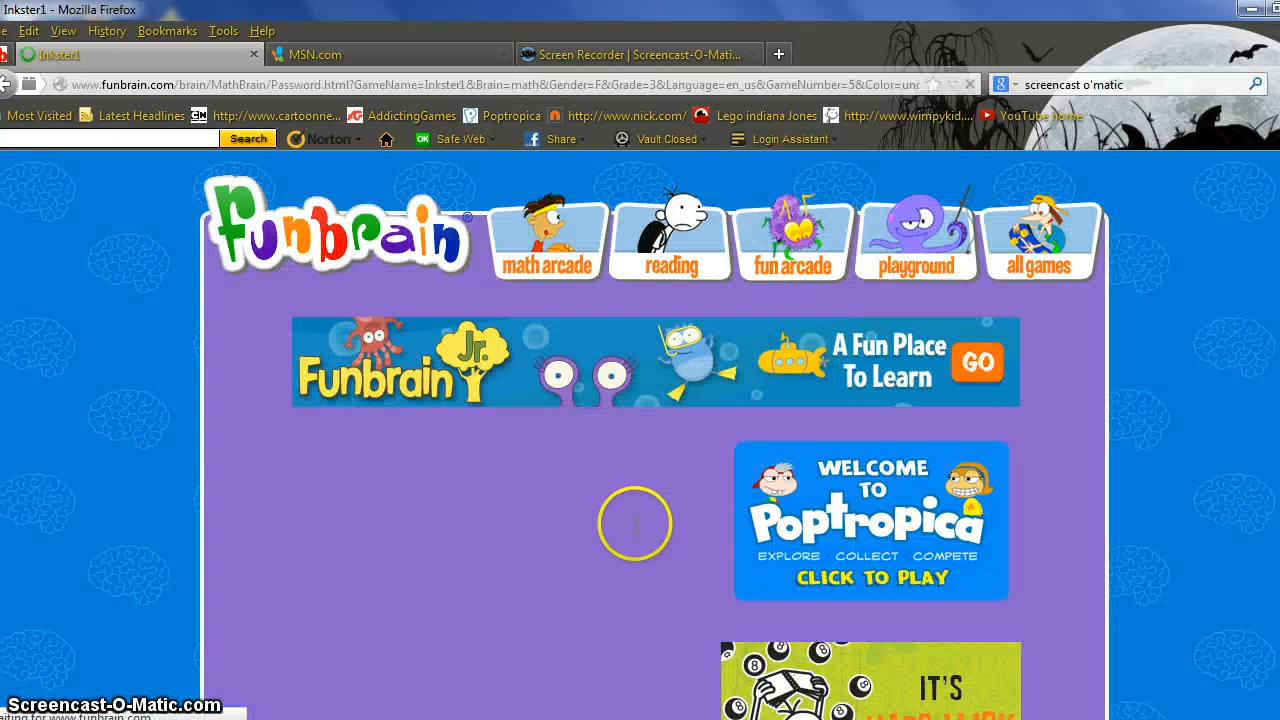 Inkster1 - Mozilla Firefox
Edit View History Bookmarks Tools Help
Inkster1 MSN.com Screen Recorder | Screencast-O-Mati...
www.funbrain.com/brain/MathBrain/Password.html?GameName=Inkster1&Brain=math&Gender=F&Grade=3&Language=en_us&GameNumber=5&Color=un screencast o'matic
Most Visited Latest Headlines http://www.cartoonne... AddictingGames Poptropica http://www.nick.com/ Lego indiana Jones http://www.wimpykid.... YouTube home
Search Norton Safe Web Share Vault Closed Login Assistant
funbrain
math arcade reading fun arcade playground all games
Funbrain Jr.
A Fun Place
To Learn
GO
WELCOME
TO
Poptropica
EXPLORE COLLECT COMPETE
CLICK TO PLAY
IT'S
Screencast-O-Matic.com